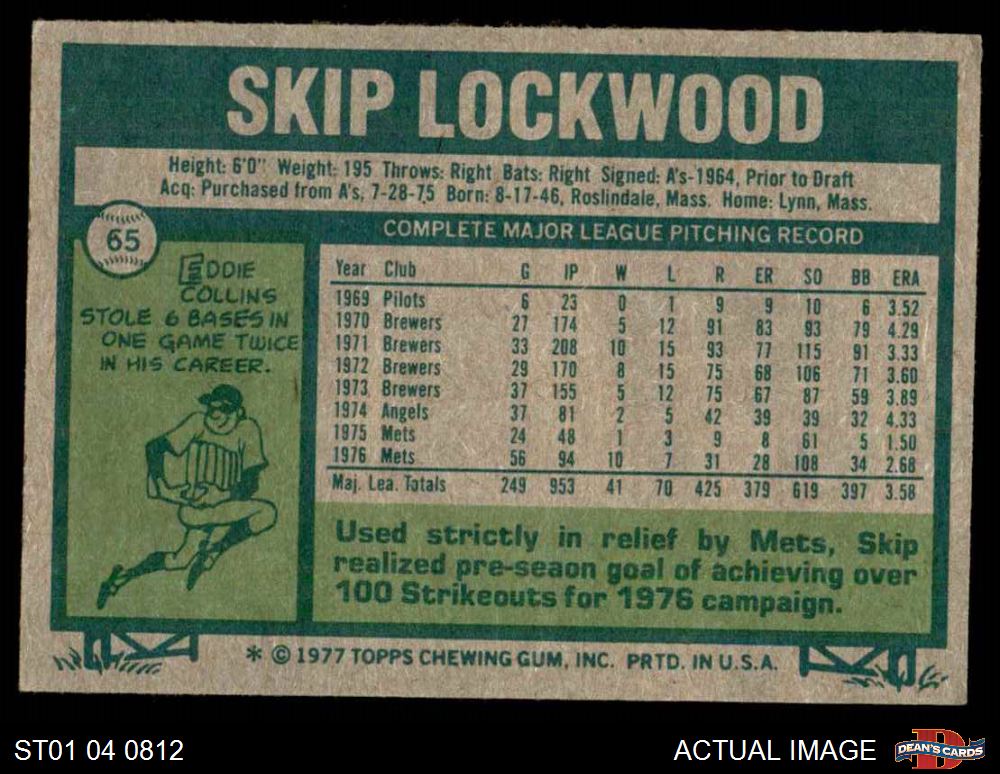 SKIP LOCKWOOD
Height: 6'0" Weight: 195 Throws: Right Bats: Right Signed: A's-1964, Prior to Draft
Acq: Purchased from A's, 7-28-75 Born: 8-17-46, Roslindale, Mass. Home: Lynn, Mass.
65
EDDIE
COLLINS
STOLE 6 BASES IN
ONE GAME TWICE
IN HIS CAREER.
COMPLETE MAJOR LEAGUE PITCHING RECORD
Year Club G IP W L R ER SO BB ERA
1969 Pilots 6 23 0 1 9 9 10 6 3.52
1970 Brewers 27 174 5 12 91 83 93 79 4.29
1971 Brewers 33 208 10 15 93 77 115 91 3.33
1972 Brewers 29 170 8 15 75 68 106 71 3.60
1973 Brewers 37 155 5 12 75 67 87 59 3.89
1974 Angels 37 81 2 5 42 39 39 32 4.33
1975 Mets 24 48 1 3 9 8 61 5 1.50
1976 Mets 56 94 10 7 31 28 108 34 2.68
Maj. Lea. Totals 249 953 41 70 425 379 619 397 3.58
Used strictly in relief by Mets, Skip
realized pre-seaon goal of achieving over
100 Strikeouts for 1976 campaign.
* © 1977 TOPPS CHEWING GUM, INC. PRTD. IN U.S.A.
ST01 04 0812
ACTUAL IMAGE
D
DEAN'S CARDS